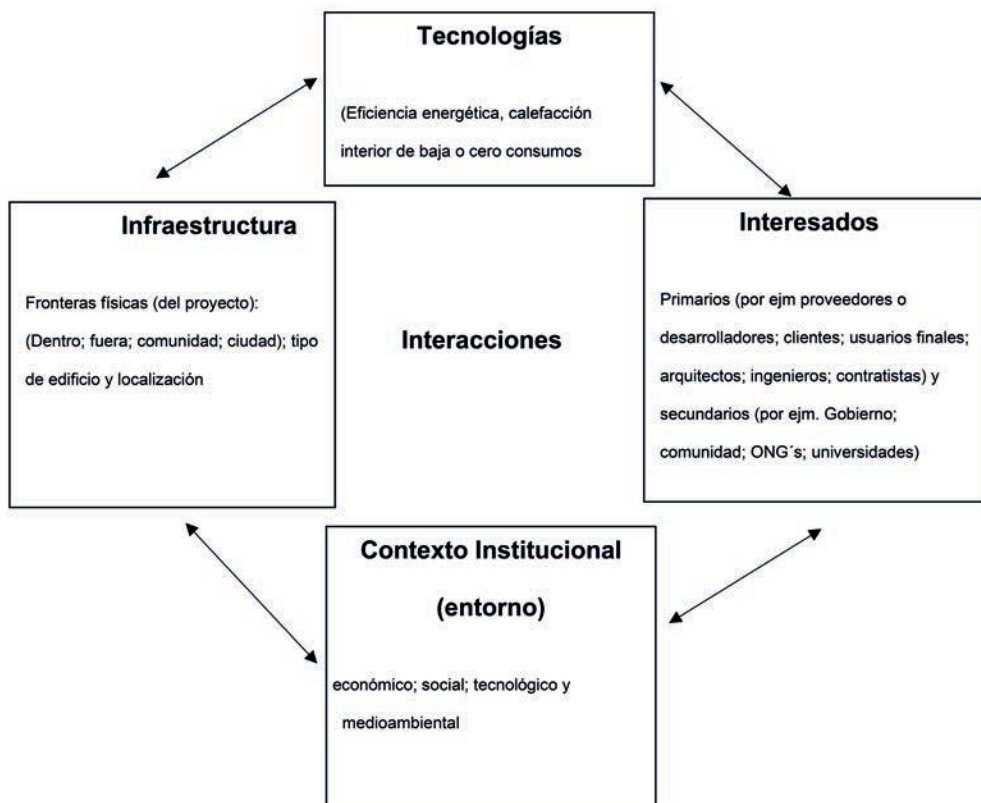 Tecnologías
(Eficiencia energética, calefacción
interior de baja o cero consumos
Infraestructura
Fronteras físicas (del proyecto):
(Dentro; fuera; comunidad; ciudad); tipo
de edificio y localización
Interacciones
Interesados
Primarios (por ejm proveedores o
desarrolladores; clientes; usuarios finales;
arquitectos; ingenieros; contratistas) y
secundarios (por ejm. Gobierno;
comunidad; ONG´s; universidades)
Contexto Institucional
(entorno)
económico; social; tecnológico y
medioambiental